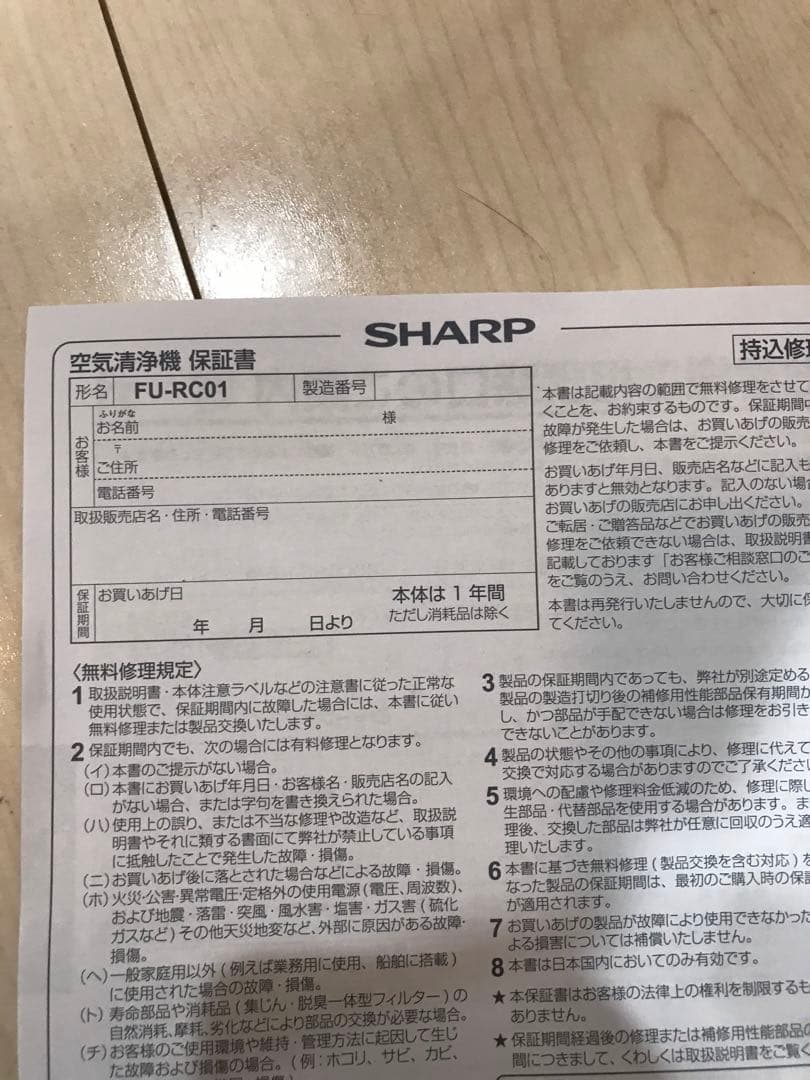 SHARP
空気清浄機 保証書
持込修理
形名 FU-RC01 製造番号
お客様
ふりがな
お名前 様
〒
ご住所
電話番号
取扱販売店名・住所・電話番号
保証期間
お買いあげ日 本体は1年間
年 月 日より ただし消耗品は除く
本書は記載内容の範囲で無料修理をさせて
くことを、お約束するものです。保証期間中
故障が発生した場合は、お買いあげの販売
修理をご依頼し、本書をご提示ください。
お買いあげ年月日、販売店名などに記入も
ありますと無効となります。記入のない場合
お買いあげの販売店にお申し出ください。
ご転居・ご贈答品などでお買いあげの販売
修理をご依頼できない場合は、取扱説明書
記載しております「お客様ご相談窓口のご
をご覧のうえ、お問い合わせください。
本書は再発行いたしませんので、大切に保
てください。
〈無料修理規定〉
1 取扱説明書・本体注意ラベルなどの注意書に従った正常な
使用状態で、保証期間内に故障した場合には、本書に従い
無料修理または製品交換いたします。
2 保証期間内でも、次の場合には有料修理となります。
(イ)本書のご提示がない場合。
(ロ)本書にお買いあげ年月日・お客様名・販売店名の記入
がない場合、または字句を書き換えられた場合。
(ハ)使用上の誤り、または不当な修理や改造など、取扱説
明書やそれに類する書面にて弊社が禁止している事項
に抵触したことで発生した故障・損傷。
(ニ)お買いあげ後に落とされた場合などによる故障・損傷。
(ホ)火災・公害・異常電圧・定格外の使用電源(電圧、周波数)、
および地震・落雷・突風・風水害・塩害・ガス害(硫化
ガスなど)その他天災地変など、外部に原因がある故障・
損傷。
(ヘ)一般家庭用以外(例えば業務用に使用、船舶に搭載)
に使用された場合の故障・損傷。
(ト)寿命部品や消耗品(集じん・脱臭一体型フィルター)の
自然消耗、摩耗、劣化などにより部品の交換が必要な場合。
(チ)お客様のご使用環境や維持・管理方法に起因して生じ
た故障および損傷の場合。(例:ホコリ、サビ、カビ、
3 製品の保証期間内であっても、弊社が別途定める
製品の製造打切り後の補修用性能部品保有期間が
し、かつ部品が手配できない場合は修理をお引き
できないことがあります。
4 製品の状態やその他の事項により、修理に代えて
交換で対応する場合がありますのでご了承ください
5 環境への配慮や修理料金低減のため、修理に際し
生部品・代替部品を使用する場合があります。ま
理後、交換した部品は弊社が任意に回収のうえ適
理いたします。
6 本書に基づき無料修理(製品交換を含む対応)を
なった製品の保証期間は、最初のご購入時の保証
が適用されます。
7 お買いあげの製品が故障により使用できなかった
よる損害については補償いたしません。
8 本書は日本国内においてのみ有効です。
★本保証書はお客様の法律上の権利を制限するも
ありません。
★保証期間経過後の修理または補修用性能部品の
間につきまして、くわしくは取扱説明書をご覧く